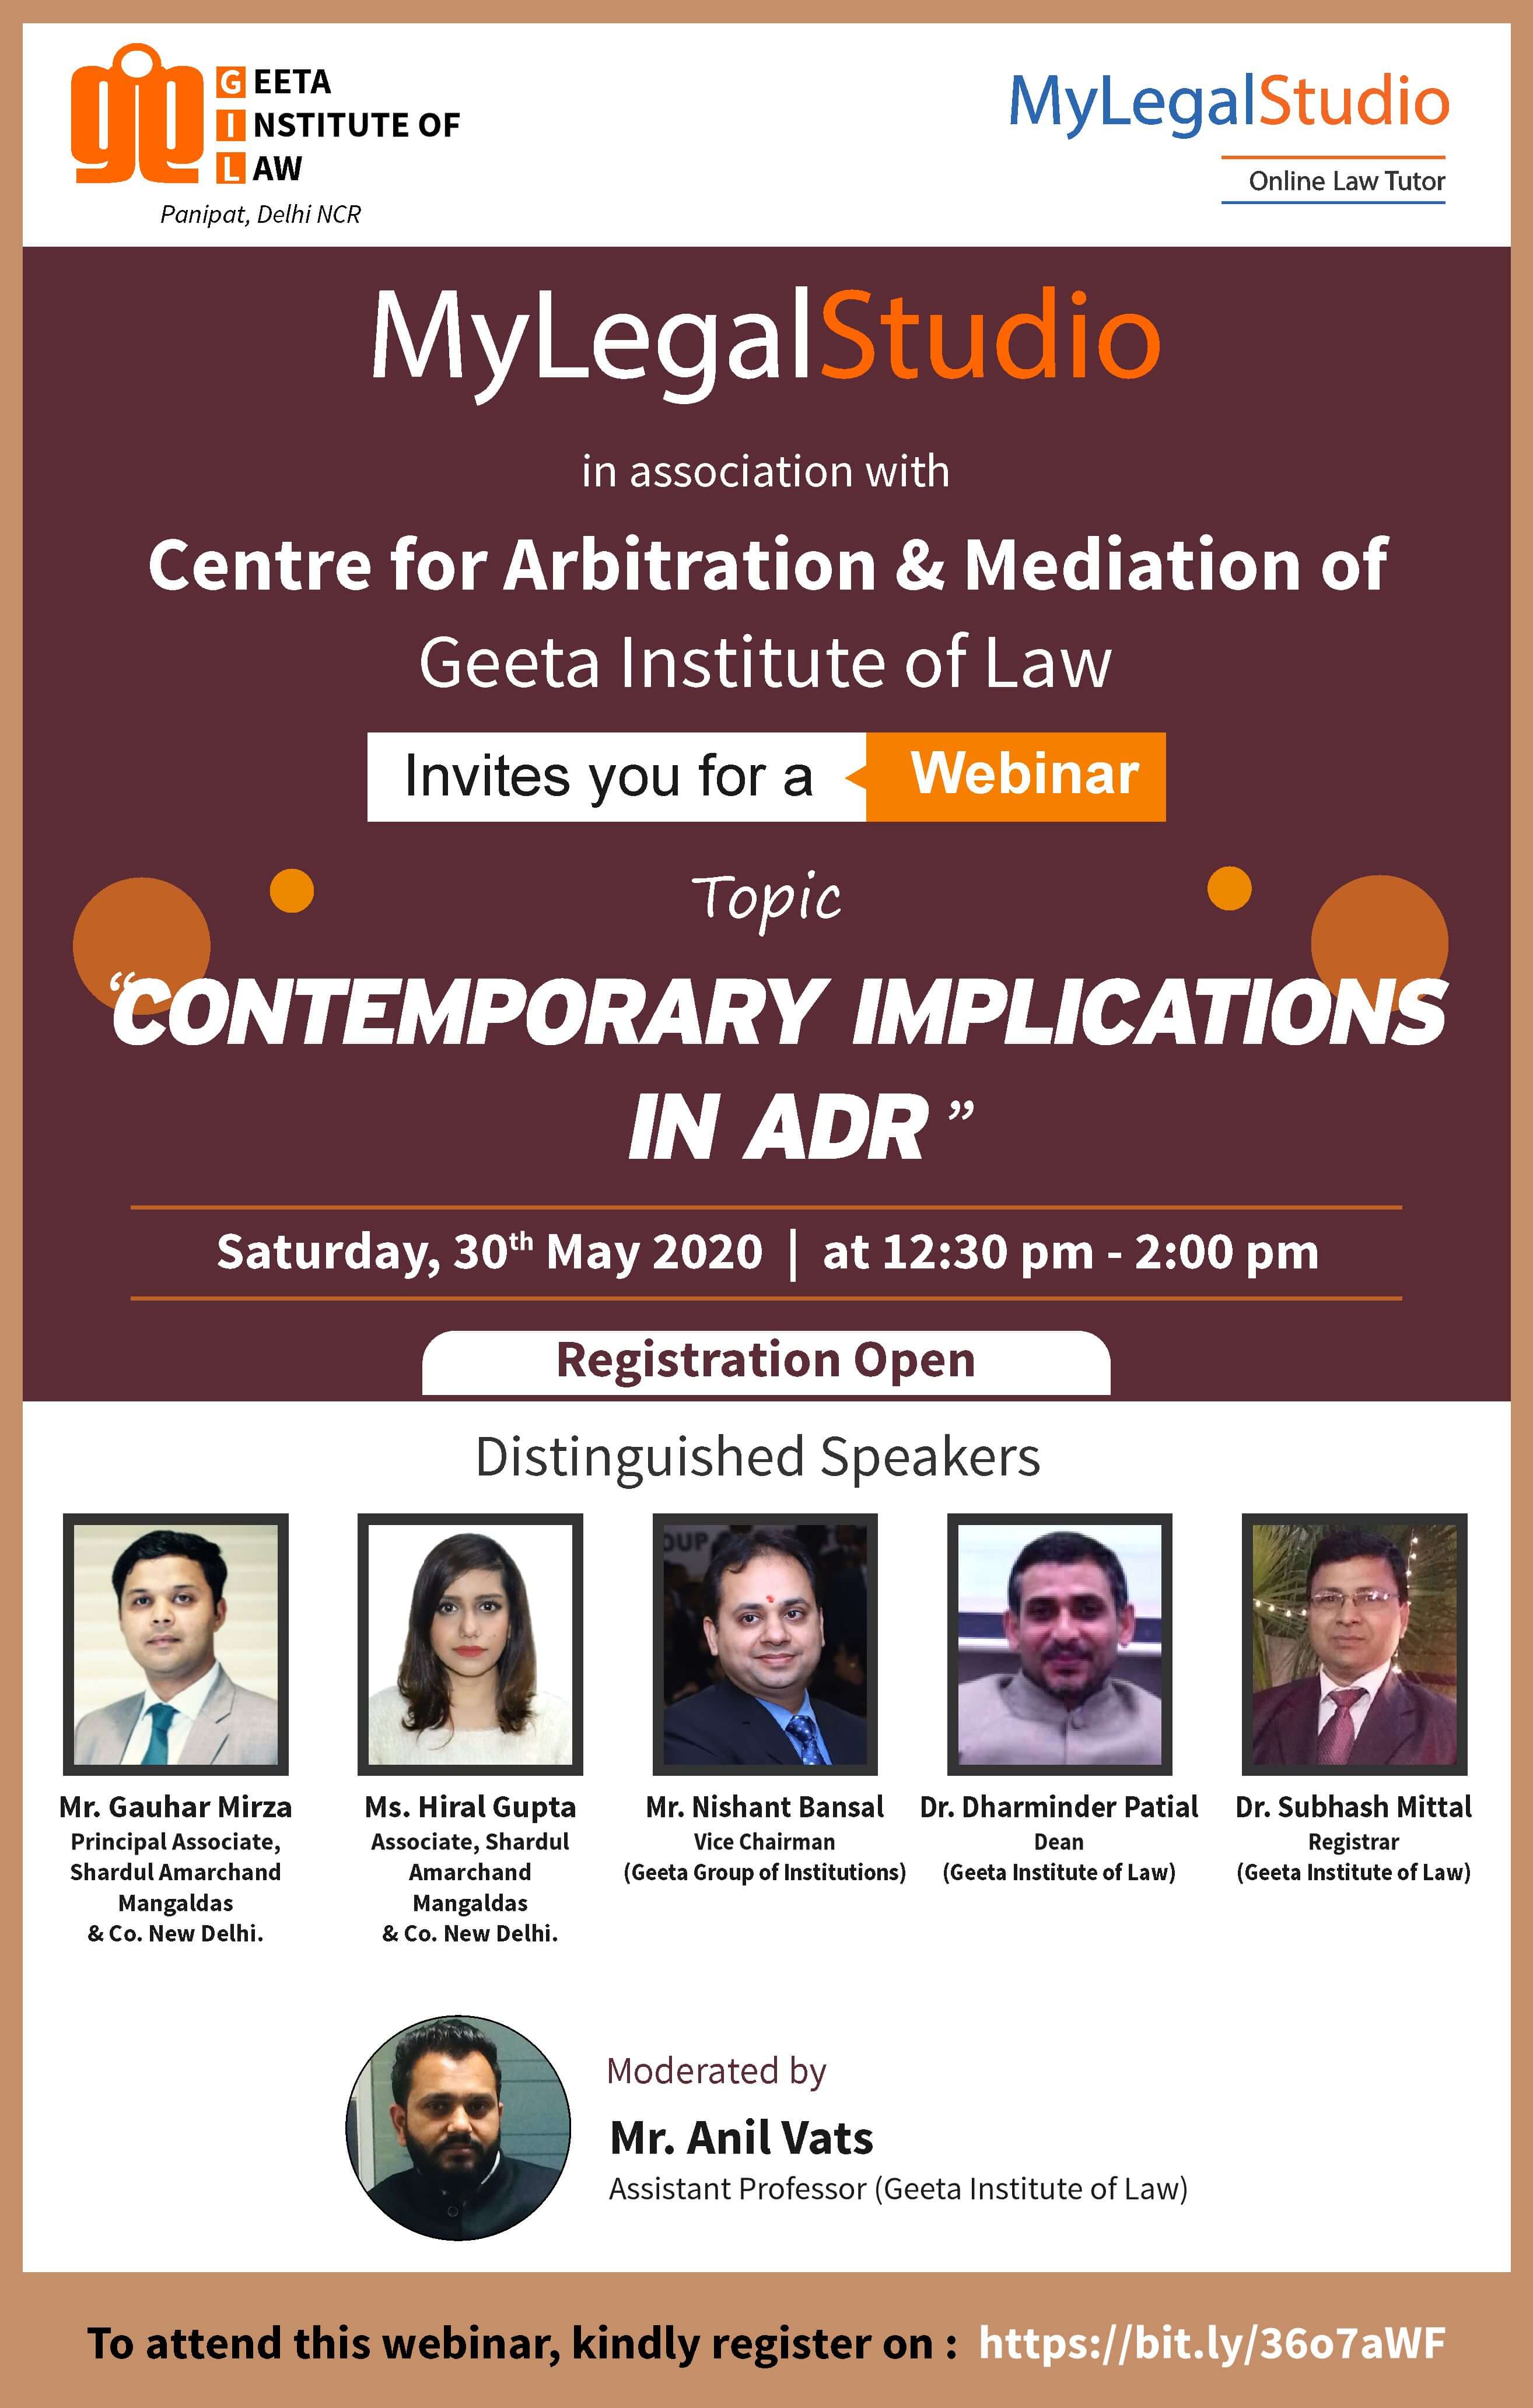 GEETA
INSTITUTE OF
LAW
Panipat, Delhi NCR
MyLegalStudio
Online Law Tutor
MyLegalStudio
in association with
Centre for Arbitration & Mediation of
Geeta Institute of Law
Invites you for a Webinar
Topic
“CONTEMPORARY IMPLICATIONS
IN ADR ”
Saturday, 30th May 2020 | at 12:30 pm - 2:00 pm
Registration Open
Distinguished Speakers
OUP
Mr. Gauhar Mirza
Principal Associate,
Shardul Amarchand
Mangaldas
& Co. New Delhi.
Ms. Hiral Gupta
Associate, Shardul
Amarchand
Mangaldas
& Co. New Delhi.
Mr. Nishant Bansal
Vice Chairman
(Geeta Group of Institutions)
Dr. Dharminder Patial
Dean
(Geeta Institute of Law)
Dr. Subhash Mittal
Registrar
(Geeta Institute of Law)
Moderated by
Mr. Anil Vats
Assistant Professor (Geeta Institute of Law)
To attend this webinar, kindly register on : https://bit.ly/36o7aWF